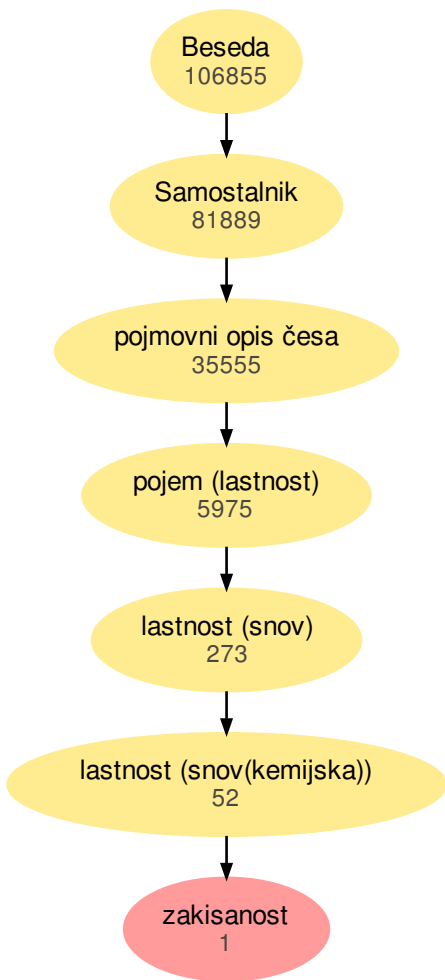 Beseda
106855
Samostalnik
81889
pojmovni opis česa
35555
pojem (lastnost)
5975
lastnost (snov)
273
lastnost (snov(kemijska))
52
zakisanost
1